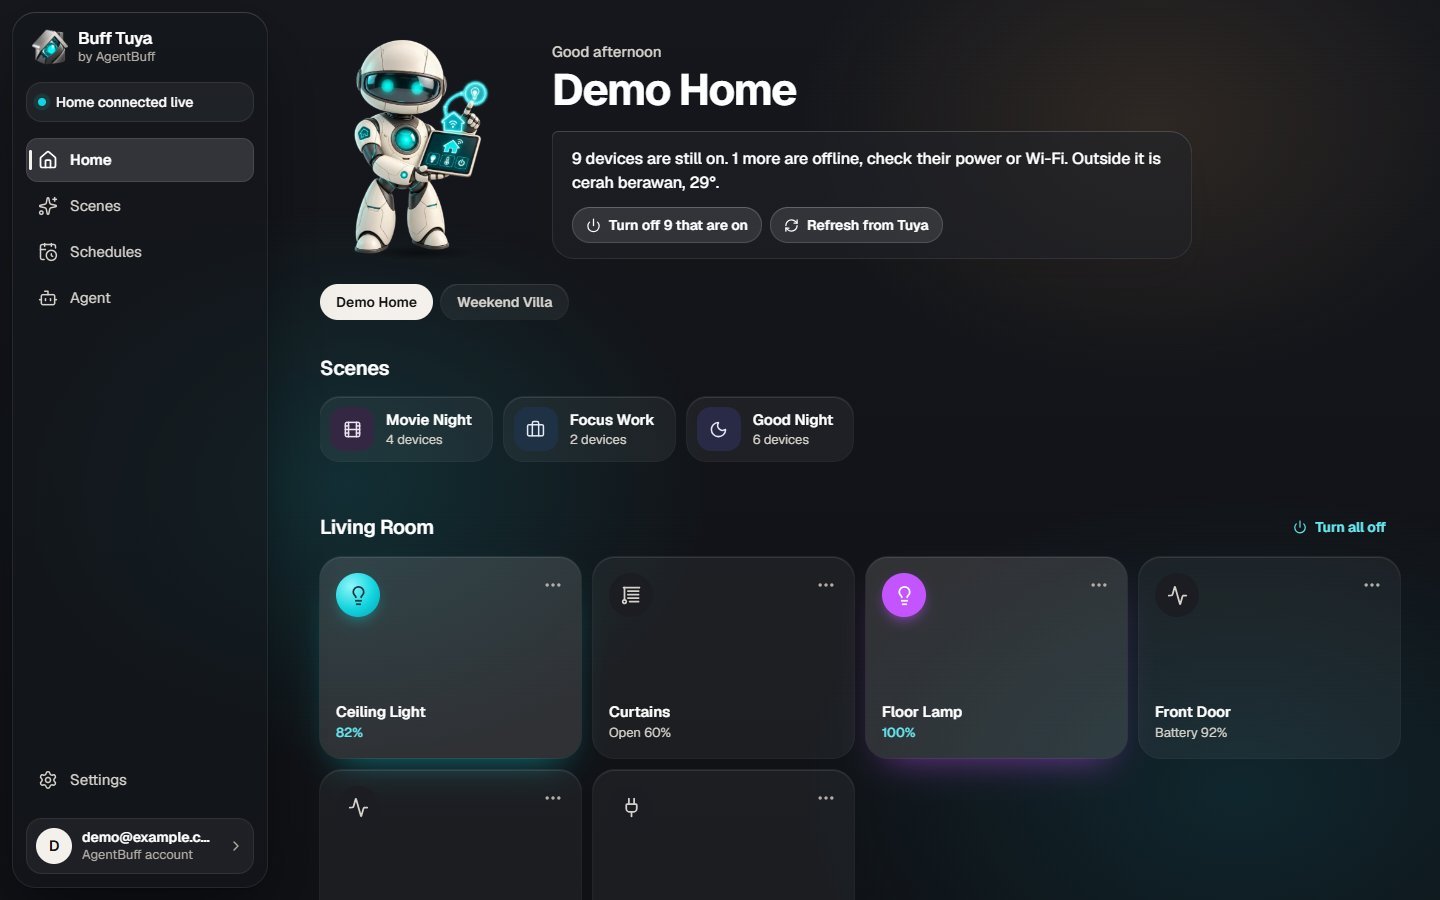 Buff Tuya
by AgentBuff
Home connected live
Home
Scenes
Schedules
Agent
Settings
D
demo@example.c...
AgentBuff account
Good afternoon
Demo Home
9 devices are still on. 1 more are offline, check their power or Wi-Fi. Outside it is
cerah berawan, 29°.
Turn off 9 that are on
Refresh from Tuya
Demo Home
Weekend Villa
Scenes
Movie Night
4 devices
Focus Work
2 devices
Good Night
6 devices
Living Room
Turn all off
Ceiling Light
82%
Curtains
Open 60%
Floor Lamp
100%
Front Door
Battery 92%